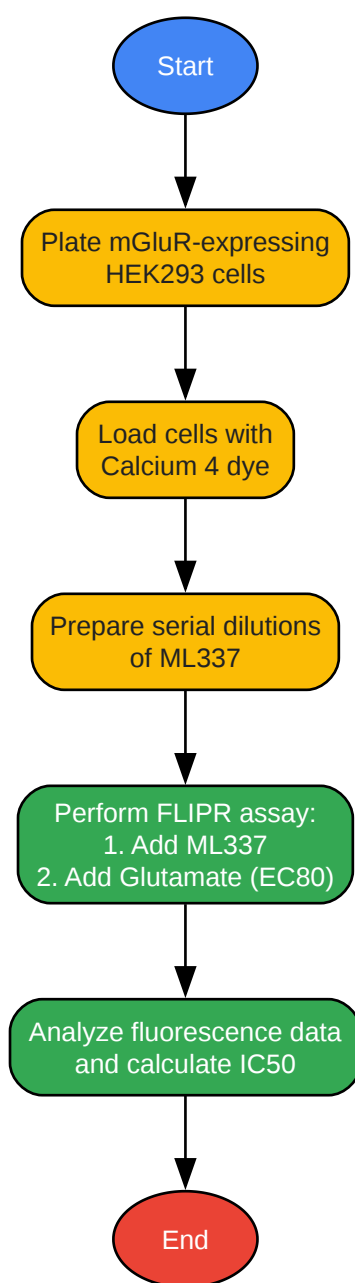 Start
Plate mGluR-expressing
HEK293 cells
Load cells with
Calcium 4 dye
Prepare serial dilutions
of ML337
Perform FLIPR assay:
1. Add ML337
2. Add Glutamate (EC80)
Analyze fluorescence data
and calculate IC50
End